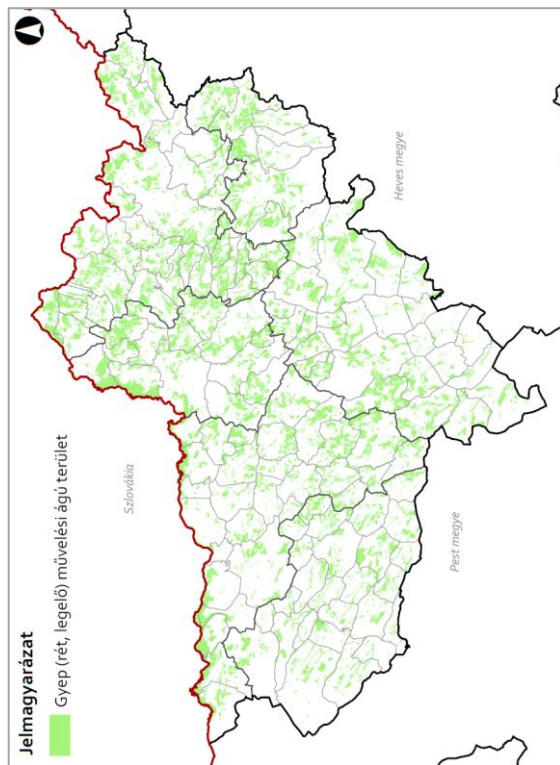 Jelmagyarázat
Gyep (rét, legelő) művelési ágú terület
Szlovákia
Heves megye
Pest megye